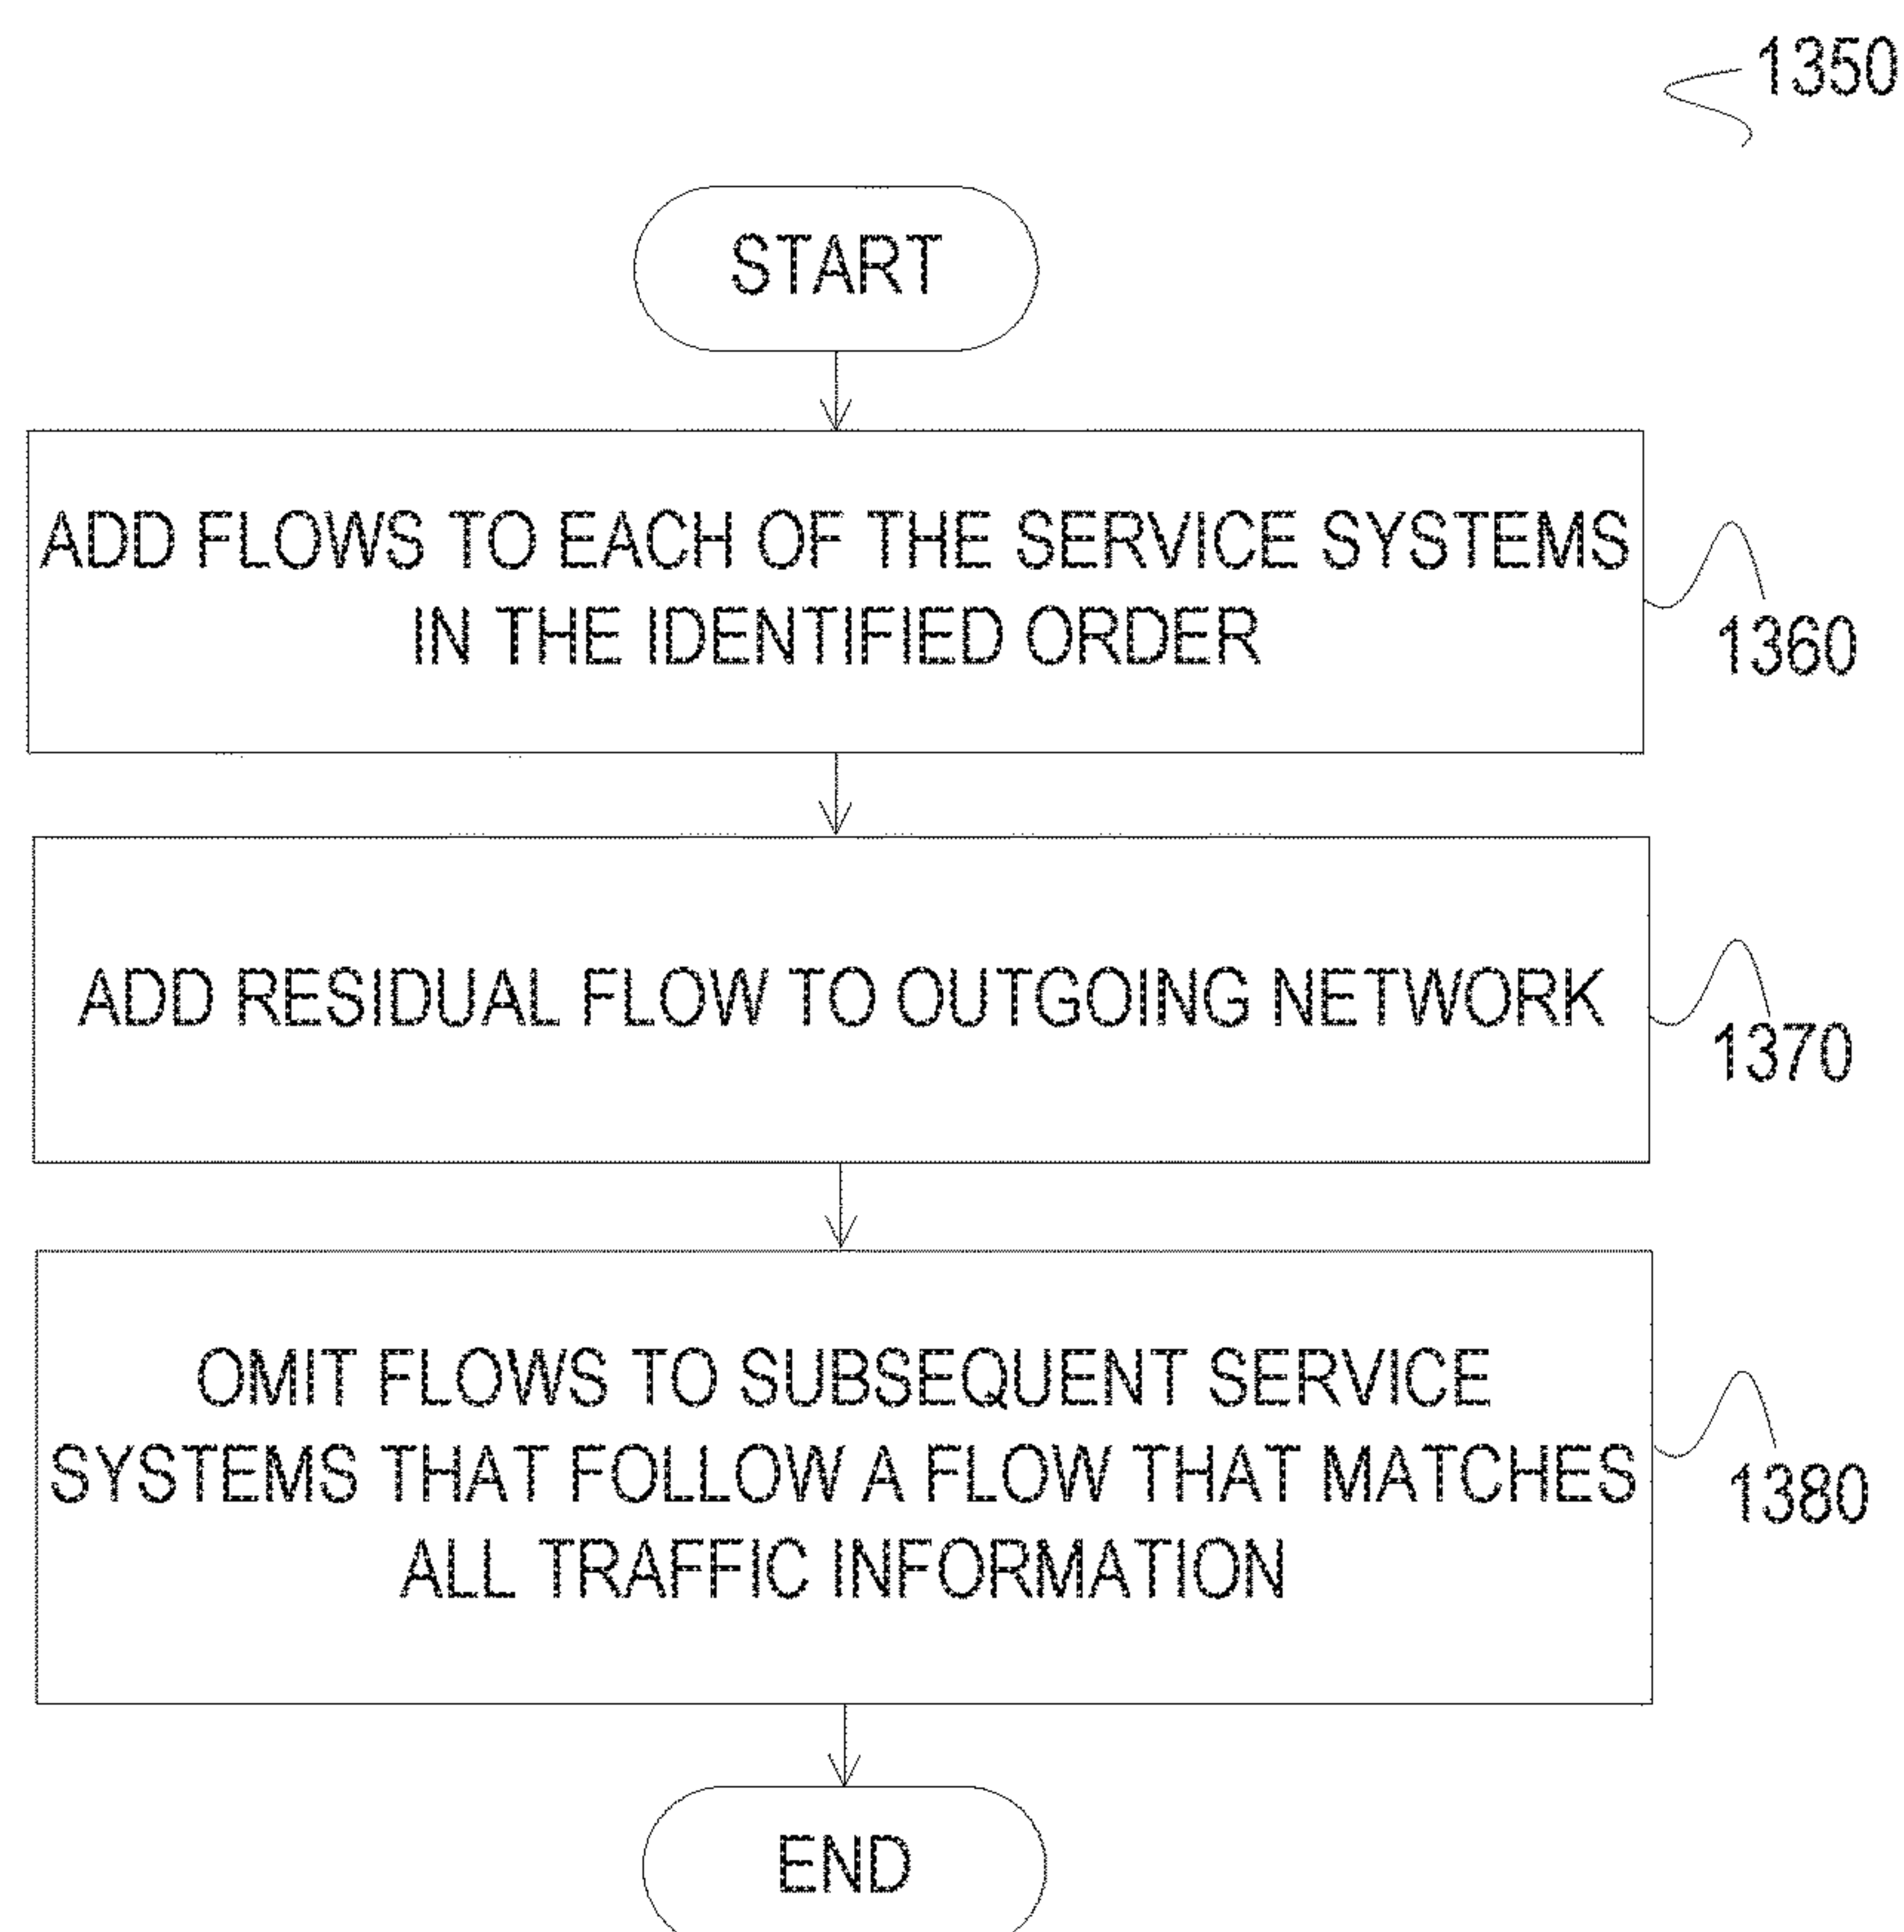 1350
START
ADD FLOWS TO EACH OF THE SERVICE SYSTEMS
IN THE IDENTIFIED ORDER
1360
ADD RESIDUAL FLOW TO OUTGOING NETWORK
1370
OMIT FLOWS TO SUBSEQUENT SERVICE
SYSTEMS THAT FOLLOW A FLOW THAT MATCHES
ALL TRAFFIC INFORMATION
1380
END